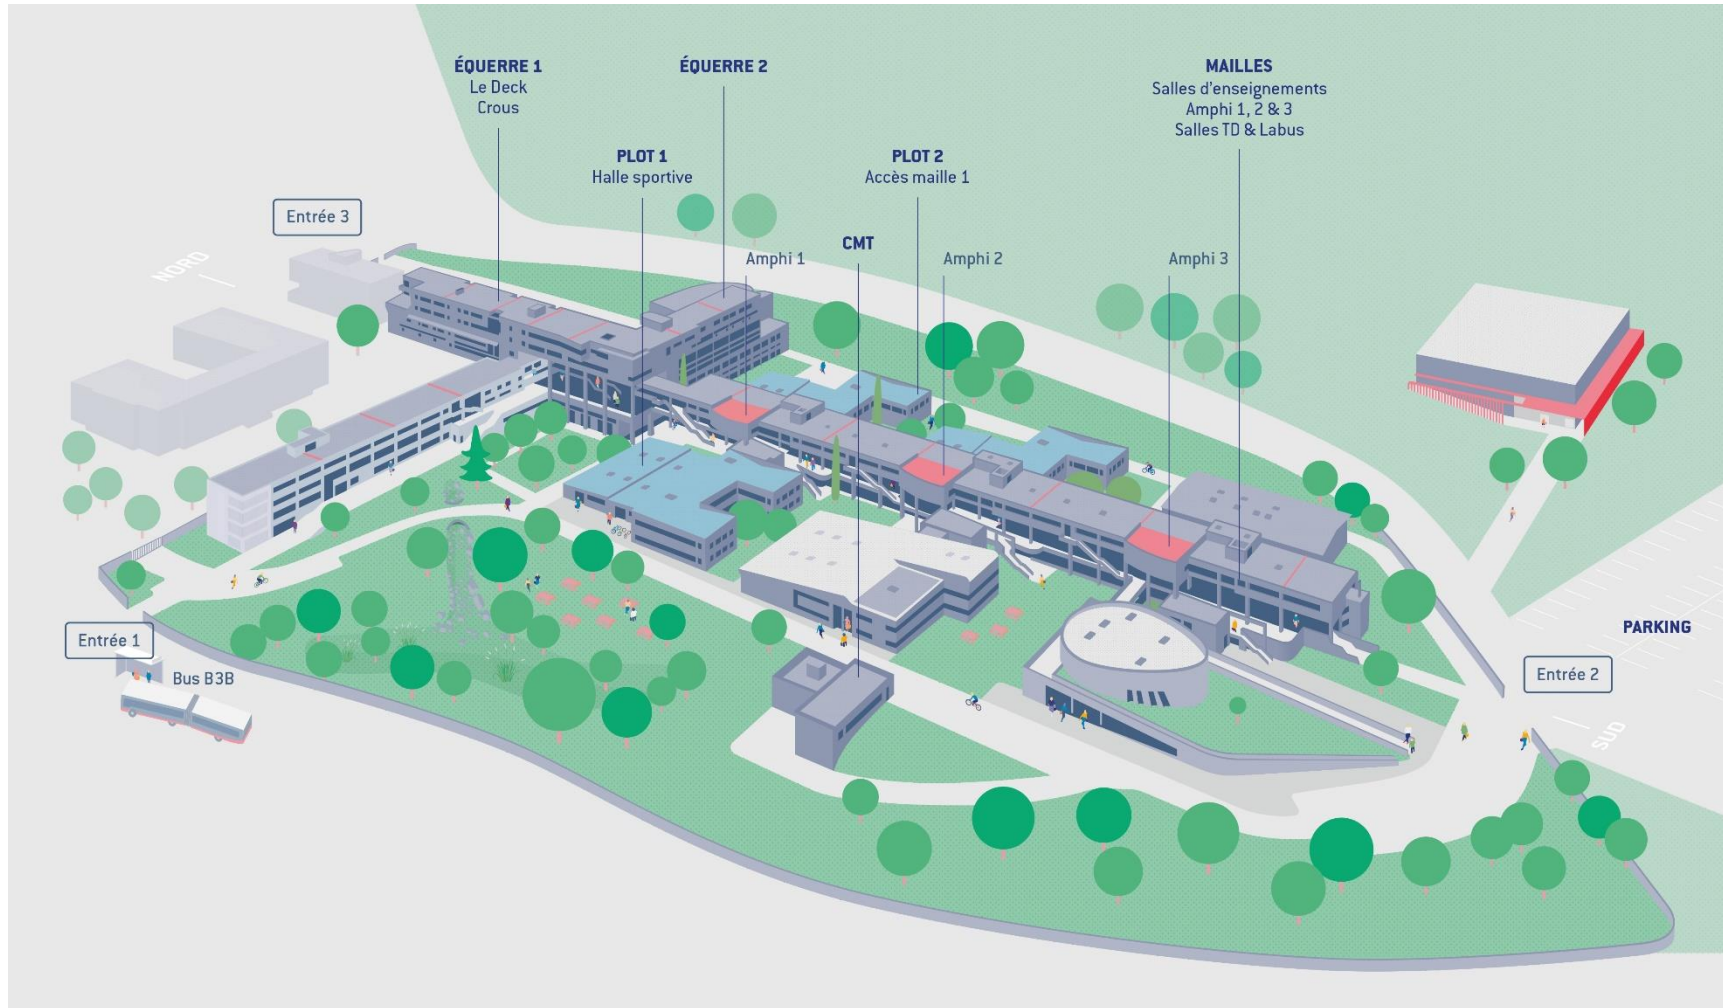 ÉQUERRE 1
Le Deck
Crous
ÉQUERRE 2
MAILLES
Salles d'enseignements
Amphi 1, 2 & 3
Salles TD & Labus
PLOT 1
Halle sportive
PLOT 2
Accès maille 1
Entrée 3
NORD
CMT
Amphi 1
Amphi 2
Amphi 3
PARKING
Entrée 1
Bus B3B
Entrée 2
SUD